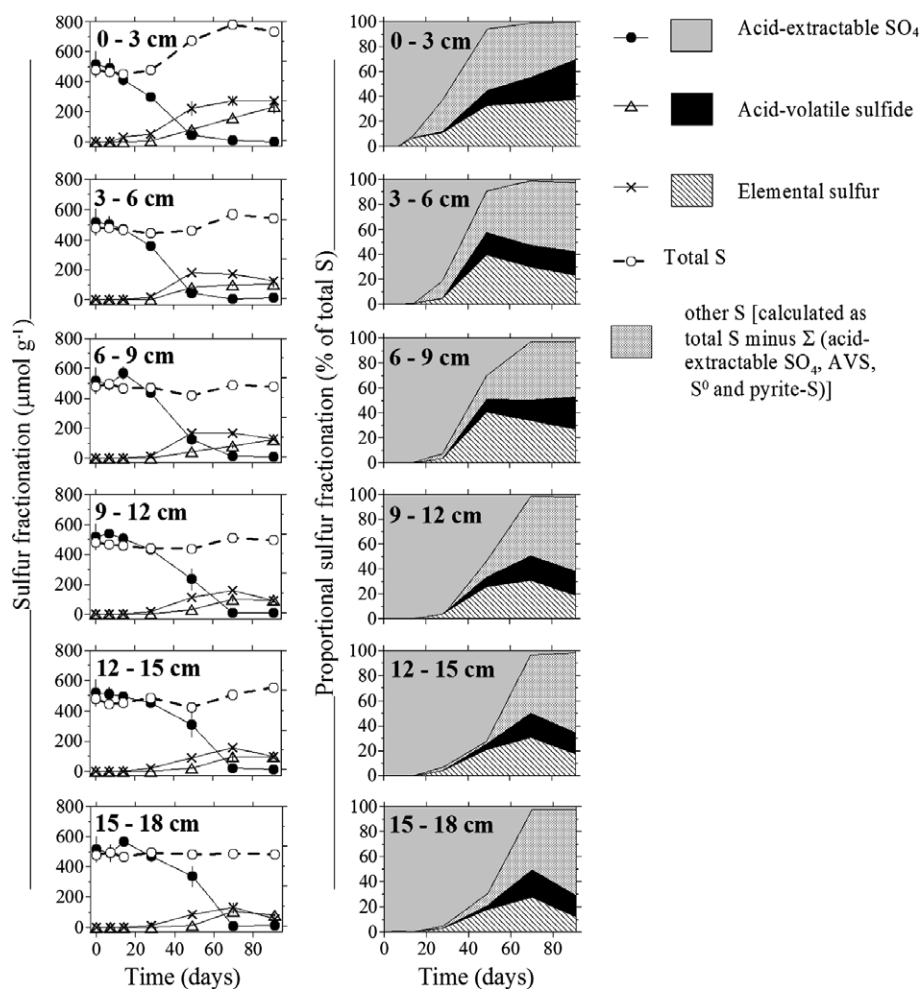 Sulfur fractionation (μmol g⁻¹)
800
600
400
200
0
0 - 3 cm
800
600
400
200
0
3 - 6 cm
800
600
400
200
0
6 - 9 cm
800
600
400
200
0
9 - 12 cm
800
600
400
200
0
12 - 15 cm
800
600
400
200
0
15 - 18 cm
0 20 40 60 80
Time (days)
Proportional sulfur fractionation (% of total S)
100
80
60
40
20
0
0 - 3 cm
100
80
60
40
20
0
3 - 6 cm
100
80
60
40
20
0
6 - 9 cm
100
80
60
40
20
0
9 - 12 cm
100
80
60
40
20
0
12 - 15 cm
100
80
60
40
20
0
15 - 18 cm
0 20 40 60 80
Time (days)
Acid-extractable SO₄
Acid-volatile sulfide
Elemental sulfur
Total S
other S [calculated as
total S minus Σ (acid-
extractable SO₄, AVS,
S⁰ and pyrite-S)]